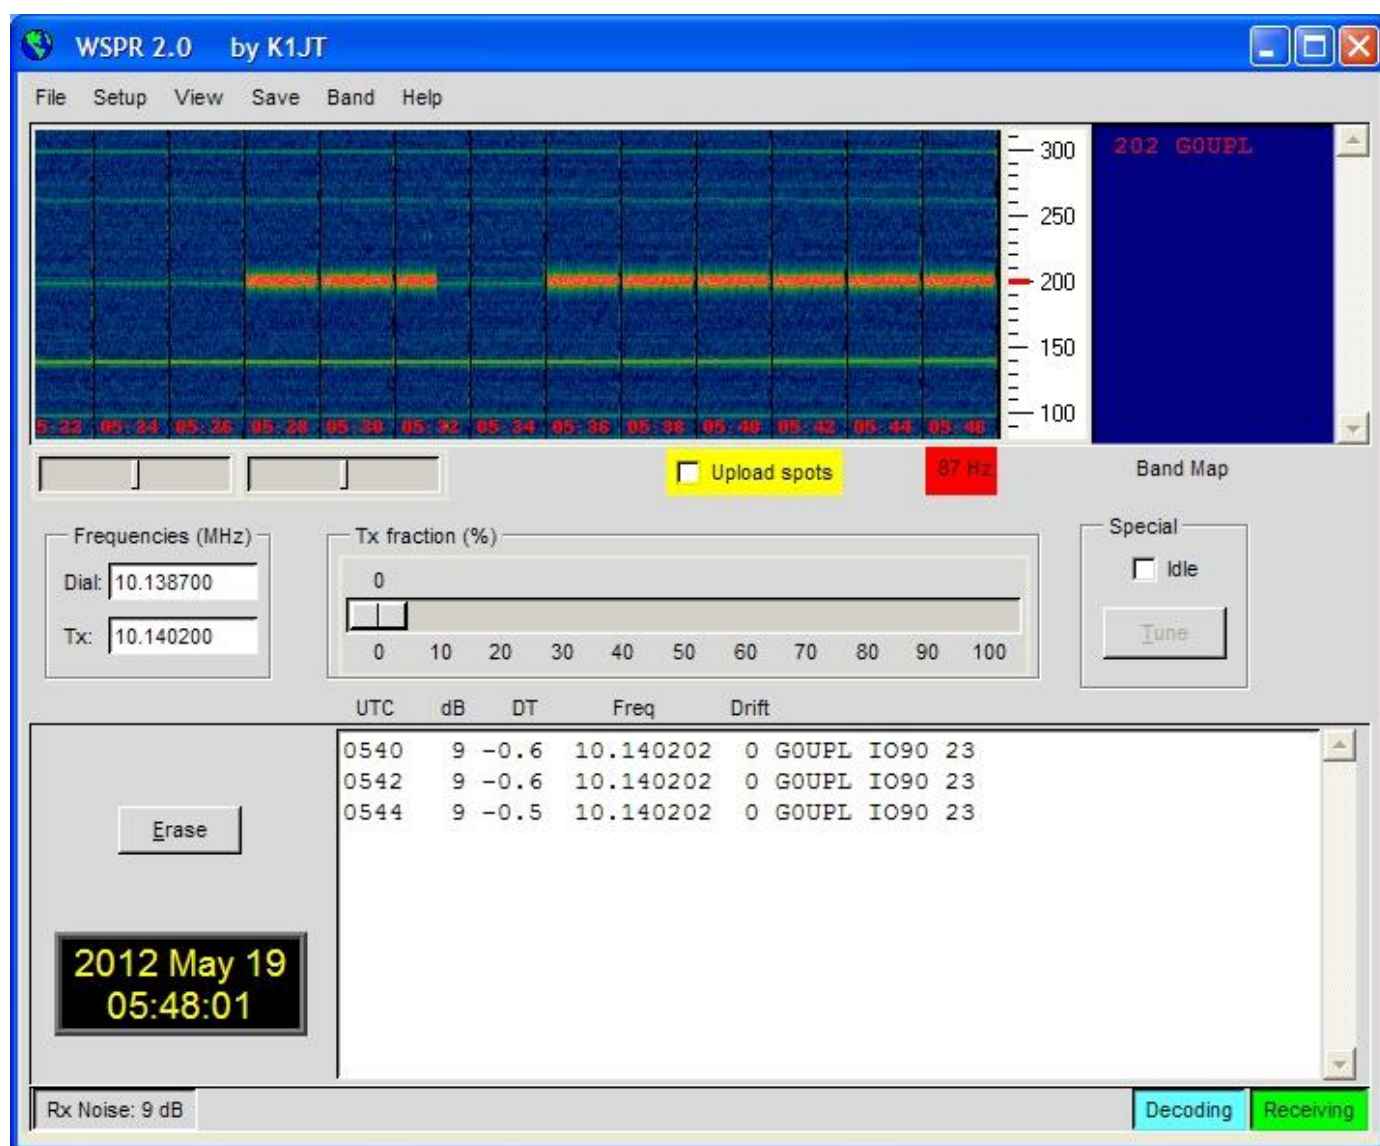 WSPR 2.0 by K1JT
File Setup View Save Band Help
300
250
200
150
100
202 G0UPL
5:22 05:24 05:26 05:28 05:30 05:32 05:34 05:36 05:38 05:40 05:42 05:44 05:46
Upload spots
87 Hz
Band Map
Frequencies (MHz)
Dial: 10.138700
Tx: 10.140200
Tx fraction (%)
0
0 10 20 30 40 50 60 70 80 90 100
Special
Idle
Tune
UTC dB DT Freq Drift
0540 9 -0.6 10.140202 0 G0UPL IO90 23
0542 9 -0.6 10.140202 0 G0UPL IO90 23
0544 9 -0.5 10.140202 0 G0UPL IO90 23
Erase
2012 May 19
05:48:01
Rx Noise: 9 dB
Decoding
Receiving